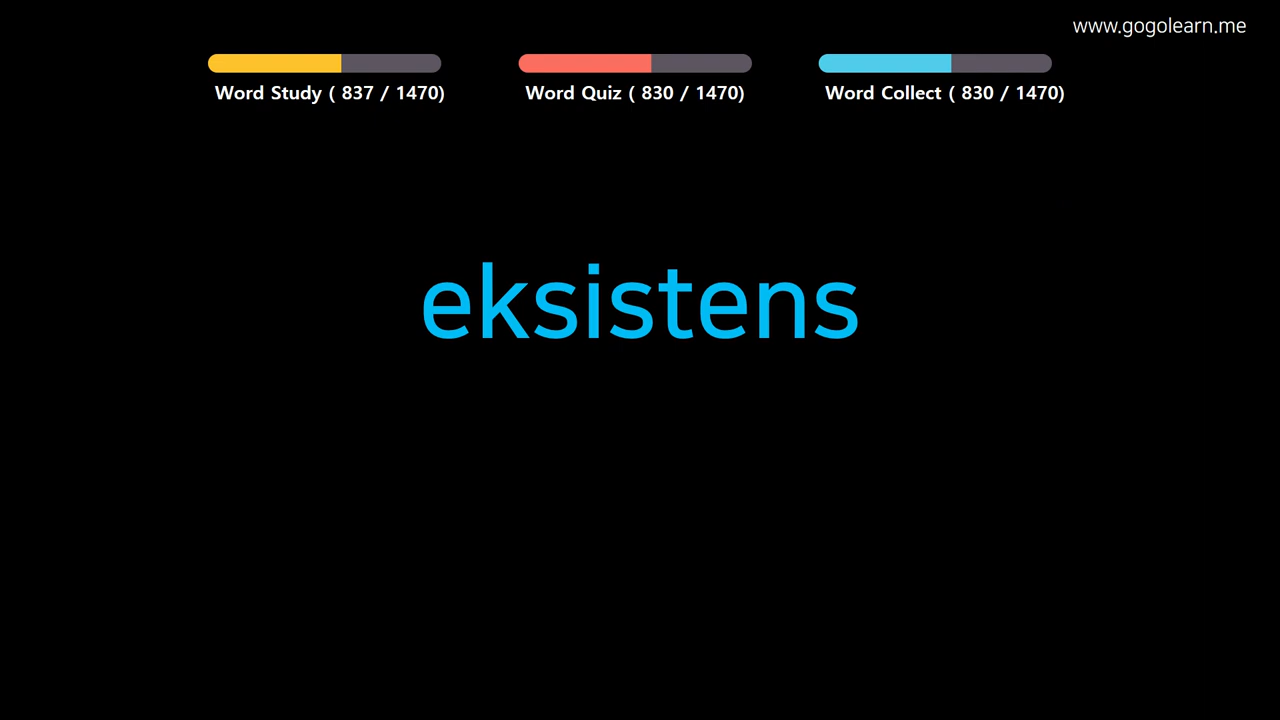 www.gogolearn.me
Word Study ( 837 / 1470)
Word Quiz ( 830 / 1470)
Word Collect ( 830 / 1470)
eksistens